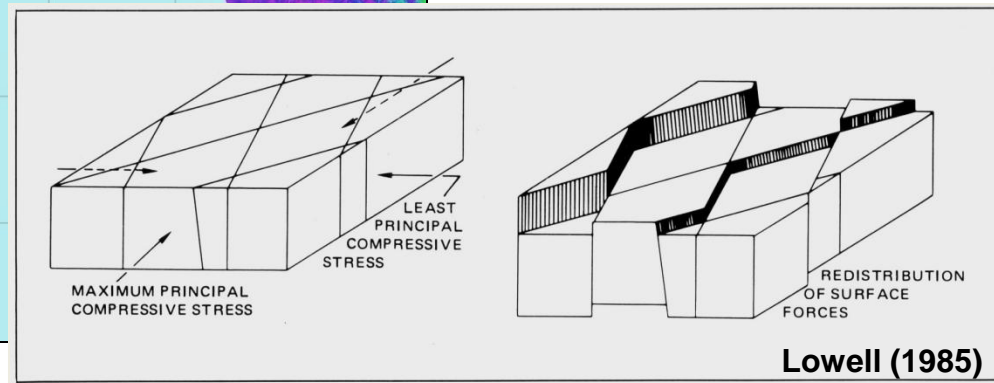 LEAST
PRINCIPAL
COMPRESSIVE
STRESS
MAXIMUM PRINCIPAL
COMPRESSIVE STRESS
REDISTRIBUTION
OF SURFACE
FORCES
Lowell (1985)